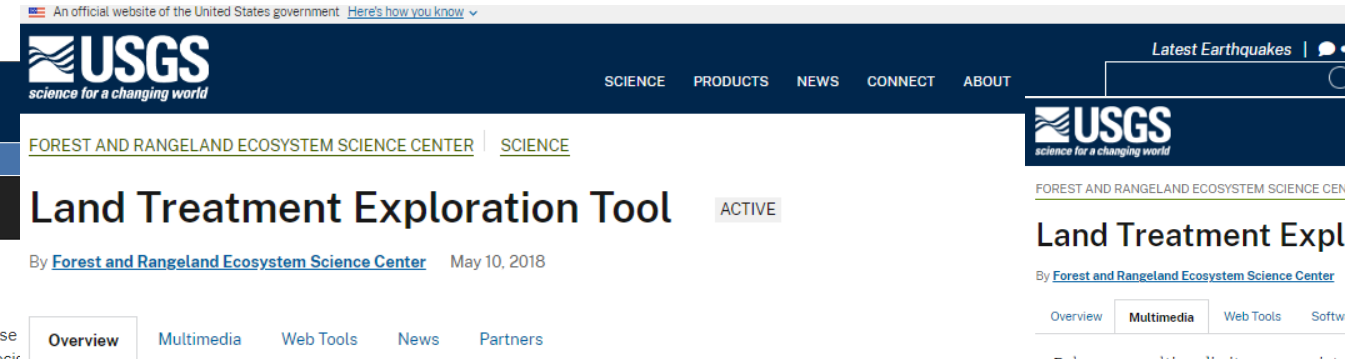 An official website of the United States government Here's how you know
USGS
science for a changing world
SCIENCE PRODUCTS NEWS CONNECT ABOUT
Latest Earthquakes |
FOREST AND RANGELAND ECOSYSTEM SCIENCE CENTER | SCIENCE
Land Treatment Exploration Tool ACTIVE
By Forest and Rangeland Ecosystem Science Center May 10, 2018
Overview Multimedia Web Tools News Partners
USGS
science for a changing world
FOREST AND RANGELAND ECOSYSTEM SCIENCE CEN
Land Treatment Expl
By Forest and Rangeland Ecosystem Science Center
Overview Multimedia Web Tools Softw
se